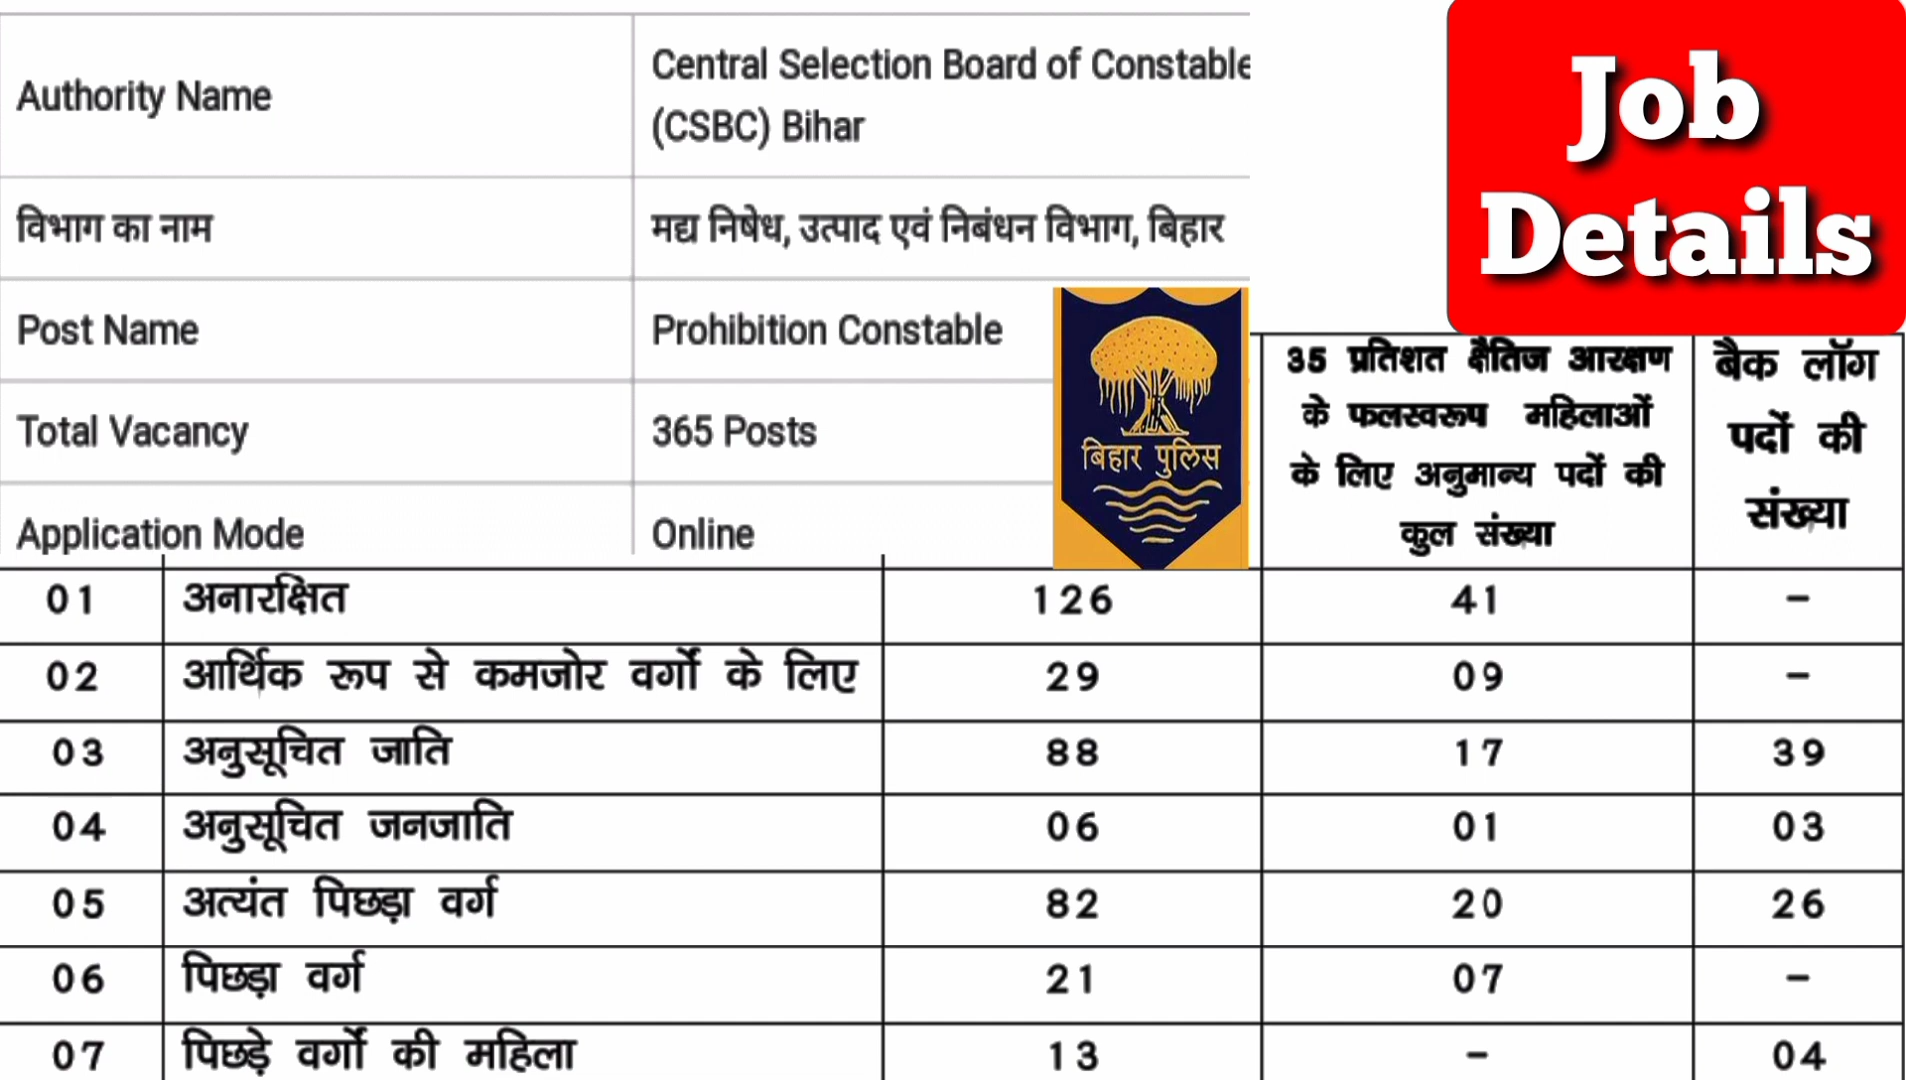 Authority Name
Central Selection Board of Constable
(CSBC) Bihar
Job
Details
विभाग का नाम
मद्य निषेध, उत्पाद एवं निबंधन विभाग, बिहार
Post Name
Prohibition Constable
Total Vacancy
365 Posts
Application Mode
Online
बिहार पुलिस
35 प्रतिशत क्षैतिज आरक्षण
के फलस्वरूप महिलाओं
के लिए अनुमान्य पदों की
कुल संख्या
बैक लॉग
पदों की
संख्या
01 अनारक्षित 126 41 –
02 आर्थिक रूप से कमजोर वर्गों के लिए 29 09 –
03 अनुसूचित जाति 88 17 39
04 अनुसूचित जनजाति 06 01 03
05 अत्यंत पिछड़ा वर्ग 82 20 26
06 पिछड़ा वर्ग 21 07 –
07 पिछड़े वर्गों की महिला 13 – 04